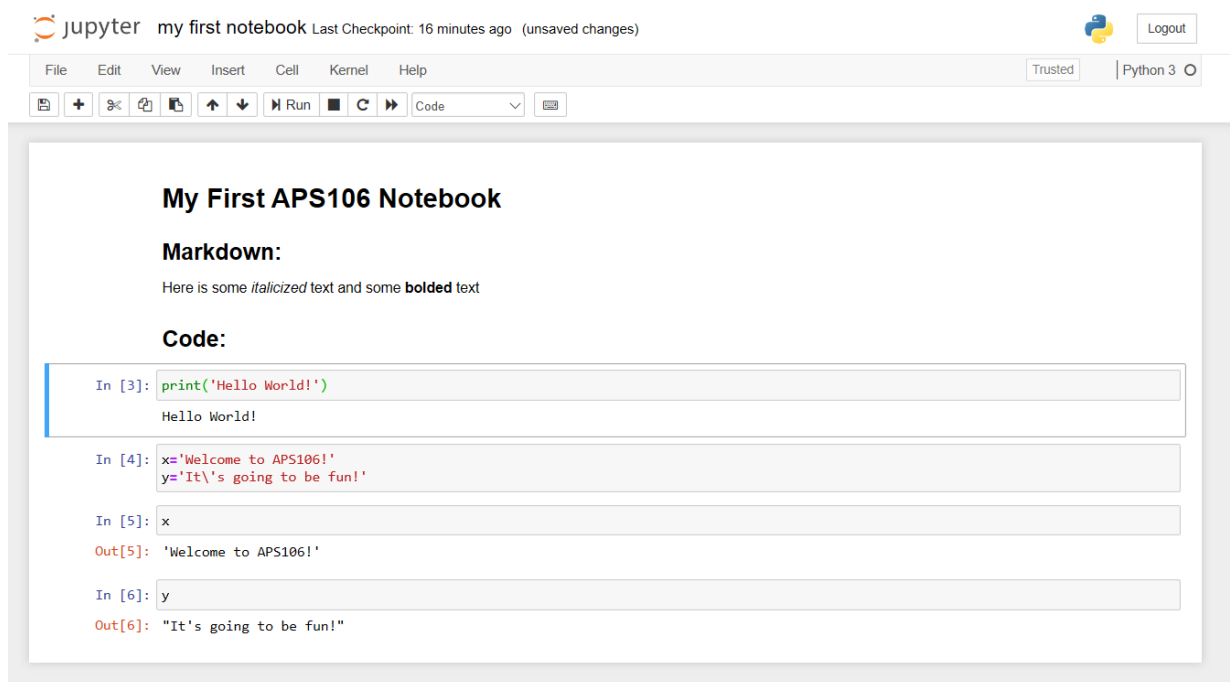 jupyter my first notebook Last Checkpoint: 16 minutes ago (unsaved changes) Logout
File Edit View Insert Cell Kernel Help Trusted Python 3
Run Code
My First APS106 Notebook
Markdown:
Here is some italicized text and some bolded text
Code:
In [3]: print('Hello World!')
Hello World!
In [4]: x='Welcome to APS106!'
y='It\'s going to be fun!'
In [5]: x
Out[5]: 'Welcome to APS106!'
In [6]: y
Out[6]: "It's going to be fun!"